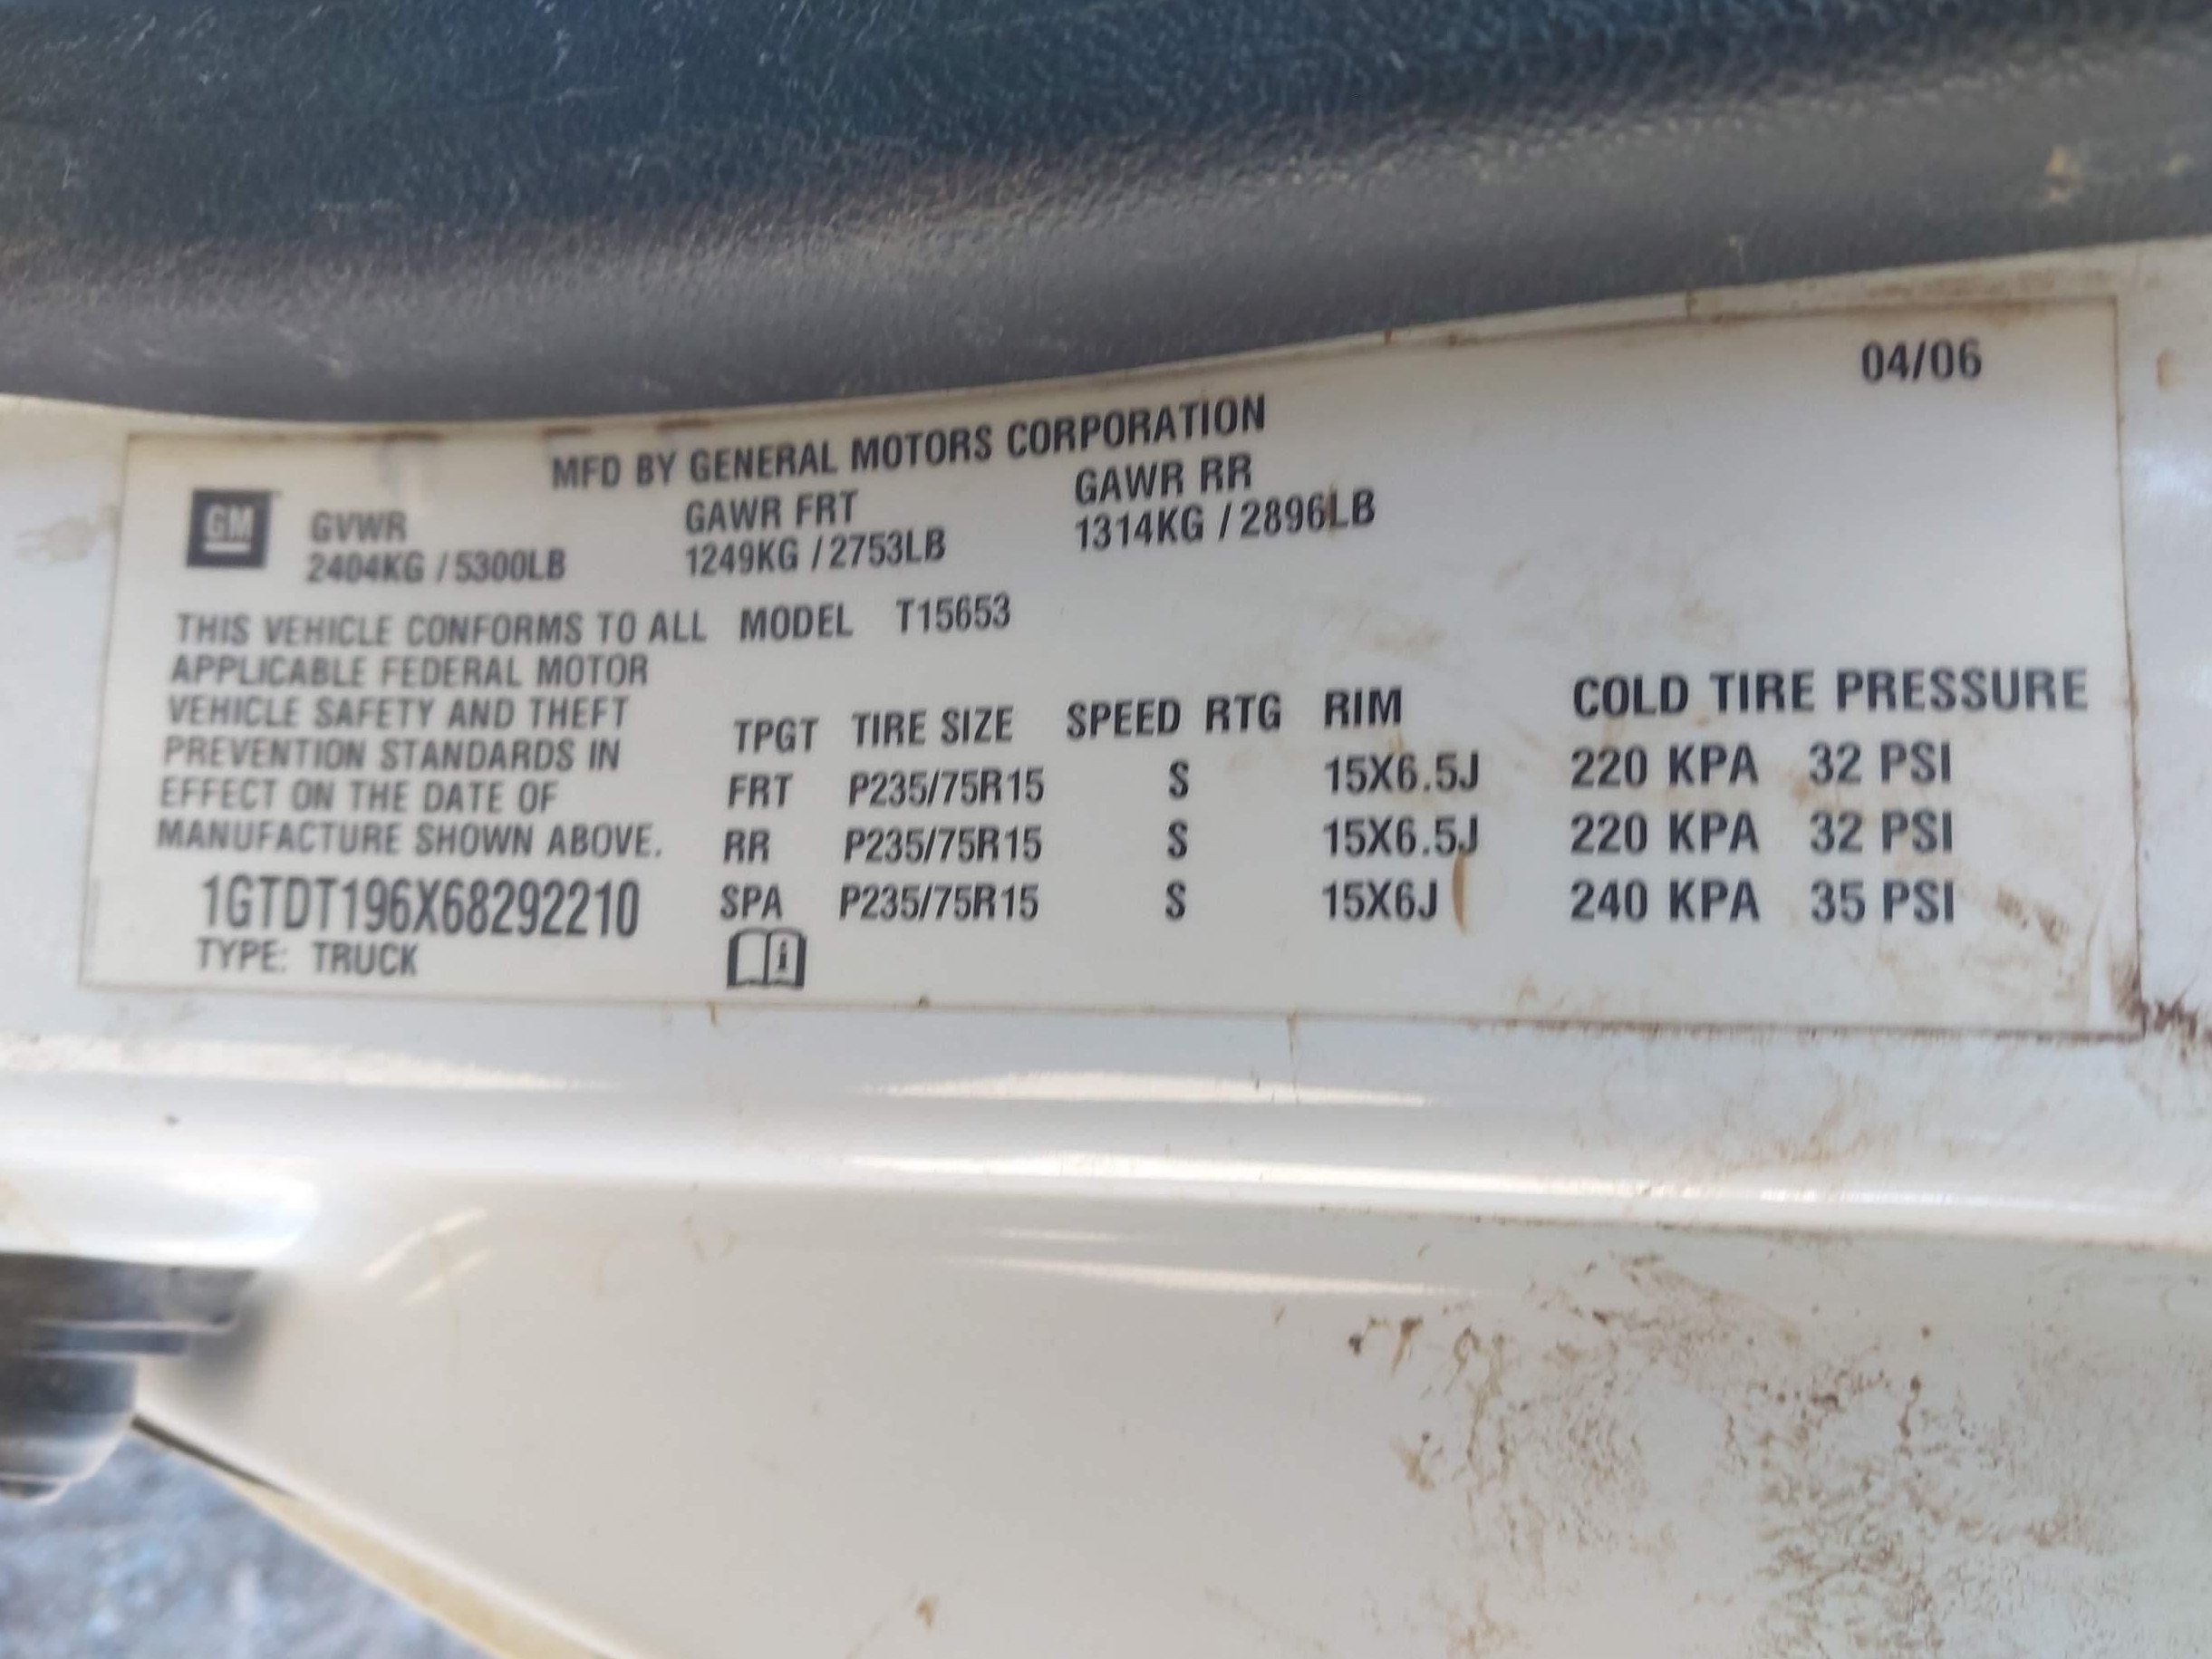 04/06
MFD BY GENERAL MOTORS CORPORATION
GM
GVWR GAWR FRT GAWR RR
2404KG / 5300LB 1249KG / 2753LB 1314KG / 2896LB
THIS VEHICLE CONFORMS TO ALL
APPLICABLE FEDERAL MOTOR
VEHICLE SAFETY AND THEFT
PREVENTION STANDARDS IN
EFFECT ON THE DATE OF
MANUFACTURE SHOWN ABOVE.
1GTDT196X68292210
TYPE: TRUCK
MODEL T15653
TPGT TIRE SIZE SPEED RTG RIM COLD TIRE PRESSURE
FRT P235/75R15 S 15X6.5J 220 KPA 32 PSI
RR P235/75R15 S 15X6.5J 220 KPA 32 PSI
SPA P235/75R15 S 15X6J 240 KPA 35 PSI
i